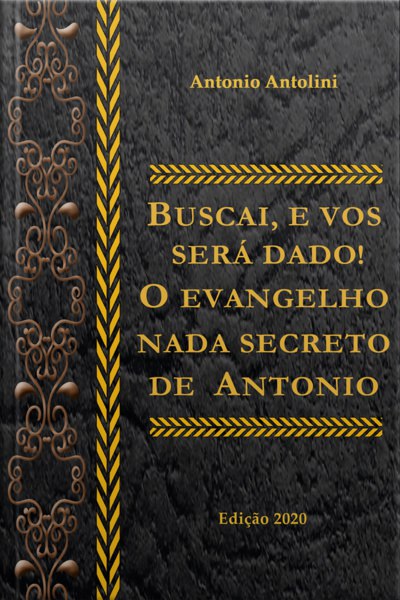 Antonio Antolini
Buscai, e vos
será dado!
O evangelho
nada secreto
de Antonio
Edição 2020